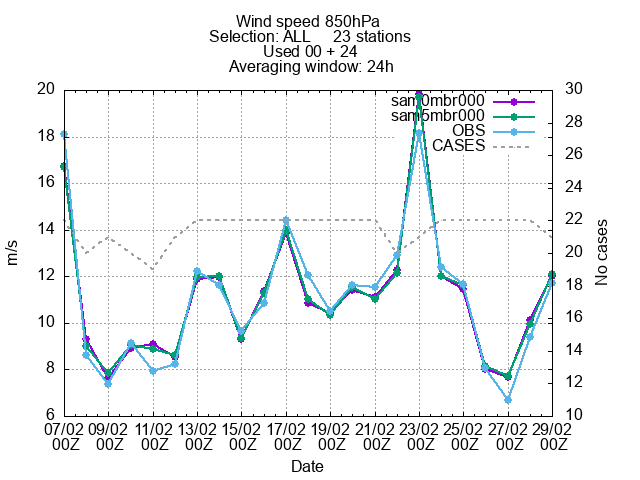 Wind speed 850hPa
Selection: ALL 23 stations
Used 00 + 24
Averaging window: 24h
sam0mbr000
sam5mbr000
OBS
CASES
20
18
16
14
12
10
8
6
m/s
30
28
26
24
22
20
18
16
14
12
10
No cases
07/02 09/02 11/02 13/02 15/02 17/02 19/02 21/02 23/02 25/02 27/02 29/02
00Z 00Z 00Z 00Z 00Z 00Z 00Z 00Z 00Z 00Z 00Z 00Z
Date